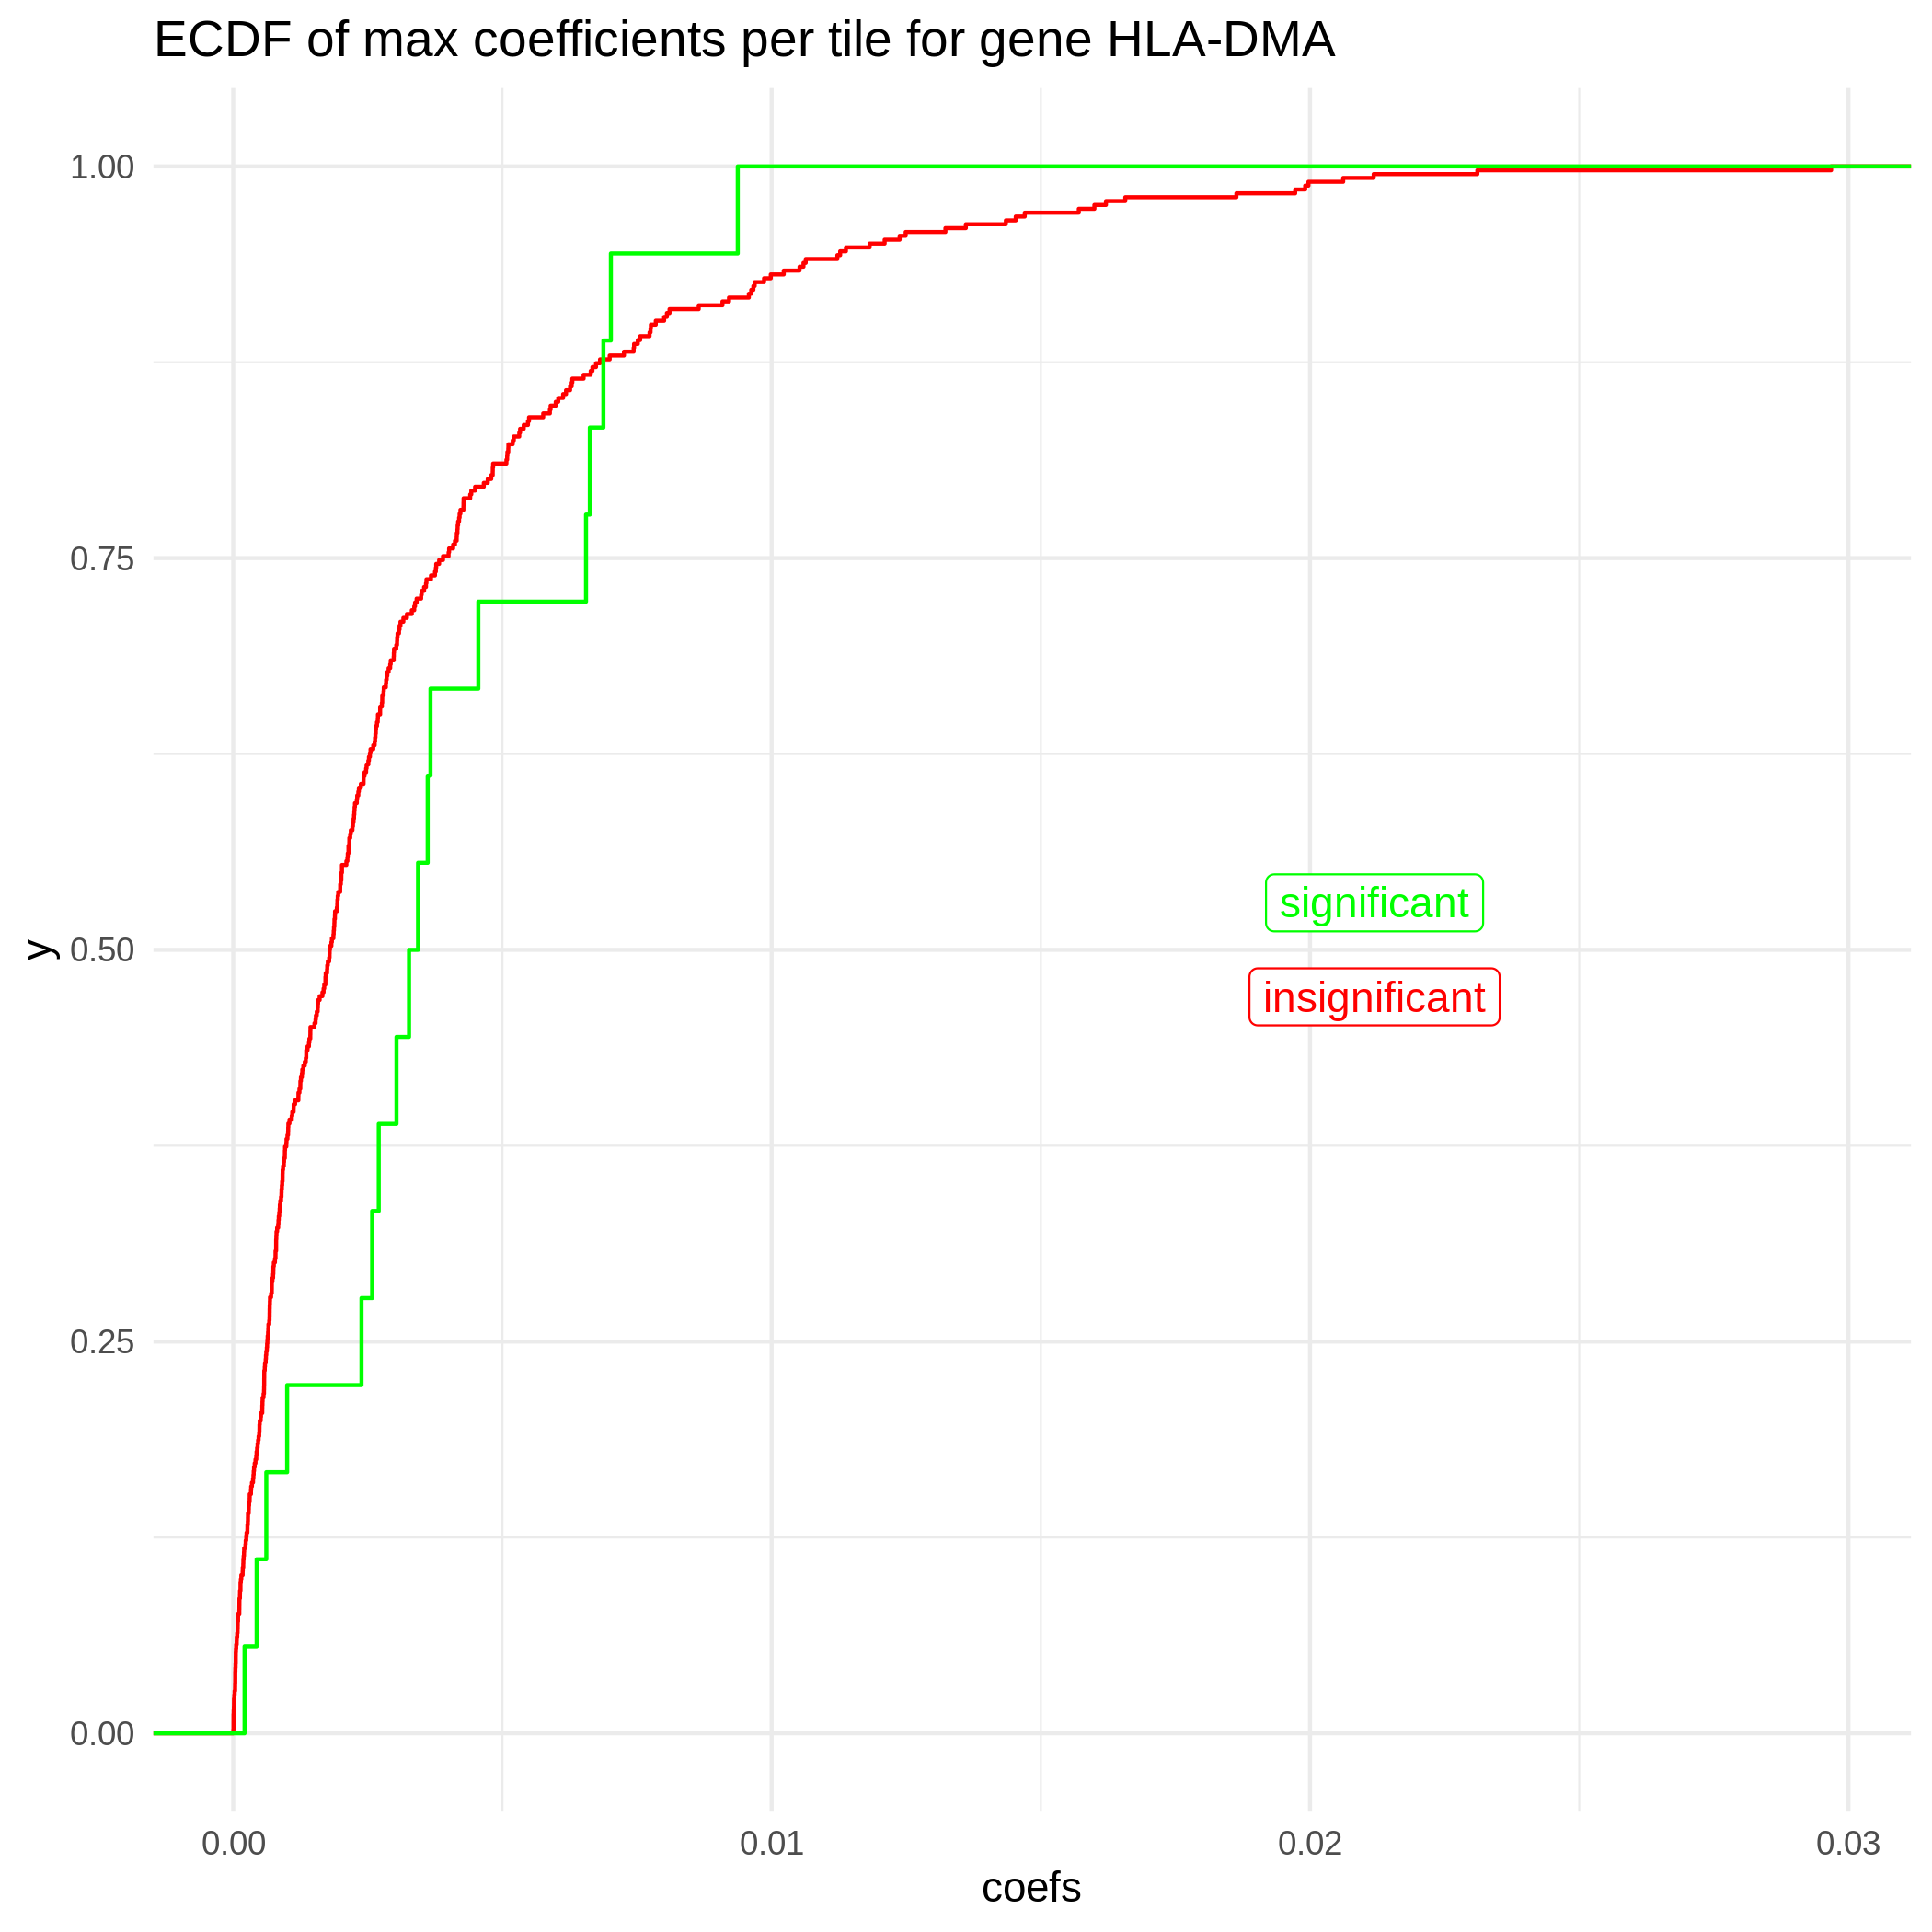 ECDF of max coefficients per tile for gene HLA-DMA
1.00
0.75
0.50
0.25
0.00
y
significant
insignificant
0.00 0.01 0.02 0.03
coefs